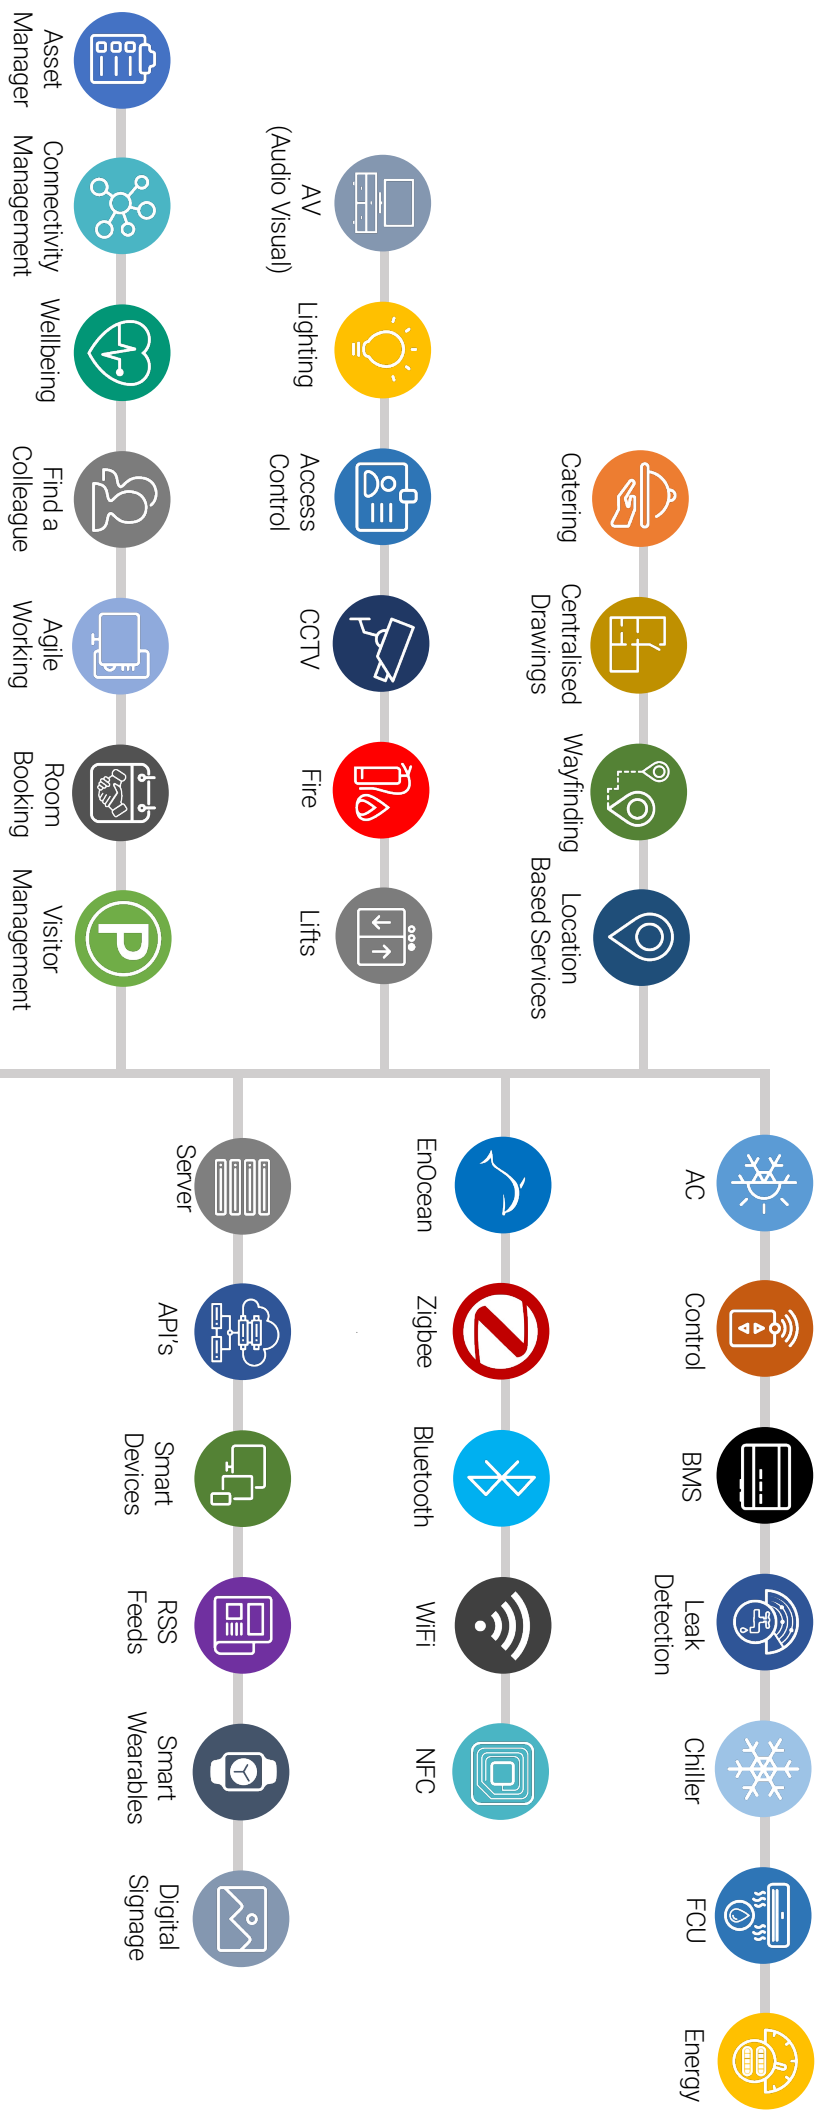 Catering
Centralised
Drawings
Wayfinding
Location
Based Services
AV
(Audio Visual)
Lighting
Access
Control
CCTV
Fire
Lifts
Asset
Manager
Connectivity
Management
Wellbeing
Find a
Colleague
Agile
Working
Room
Booking
Visitor
Management
P
AC
Control
BMS
Leak
Detection
Chiller
FCU
Energy
EnOcean
Zigbee
Bluetooth
WiFi
NFC
Server
API's
Smart
Devices
RSS
Feeds
Smart
Wearables
Digital
Signage